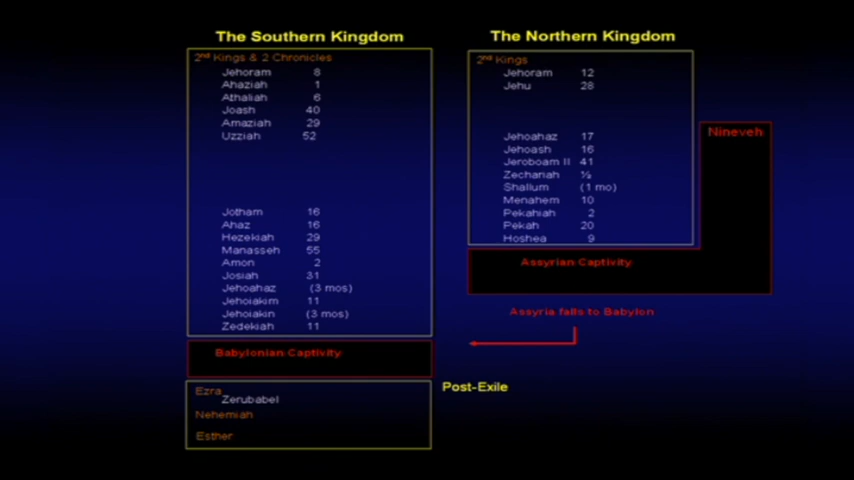 The Southern Kingdom
2nd Kings & 2 Chronicles
Jehoram 8
Ahaziah 1
Athaliah 6
Joash 40
Amaziah 29
Uzziah 52
Jotham 16
Ahaz 16
Hezekiah 29
Manasseh 55
Amon 2
Josiah 31
Jehoahaz (3 mos)
Jehoiakim 11
Jehoiakin (3 mos)
Zedekiah 11
Babylonian Captivity
Ezra
Zerubabel
Nehemiah
Esther
The Northern Kingdom
2nd Kings
Jehoram 12
Jehu 28
Jehoahaz 17
Jehoash 16
Jeroboam II 41
Zechariah ½
Shallum (1 mo)
Menahem 10
Pekahiah 2
Pekah 20
Hoshea 9
Nineveh
Assyrian Captivity
Assyria falls to Babylon
Post-Exile